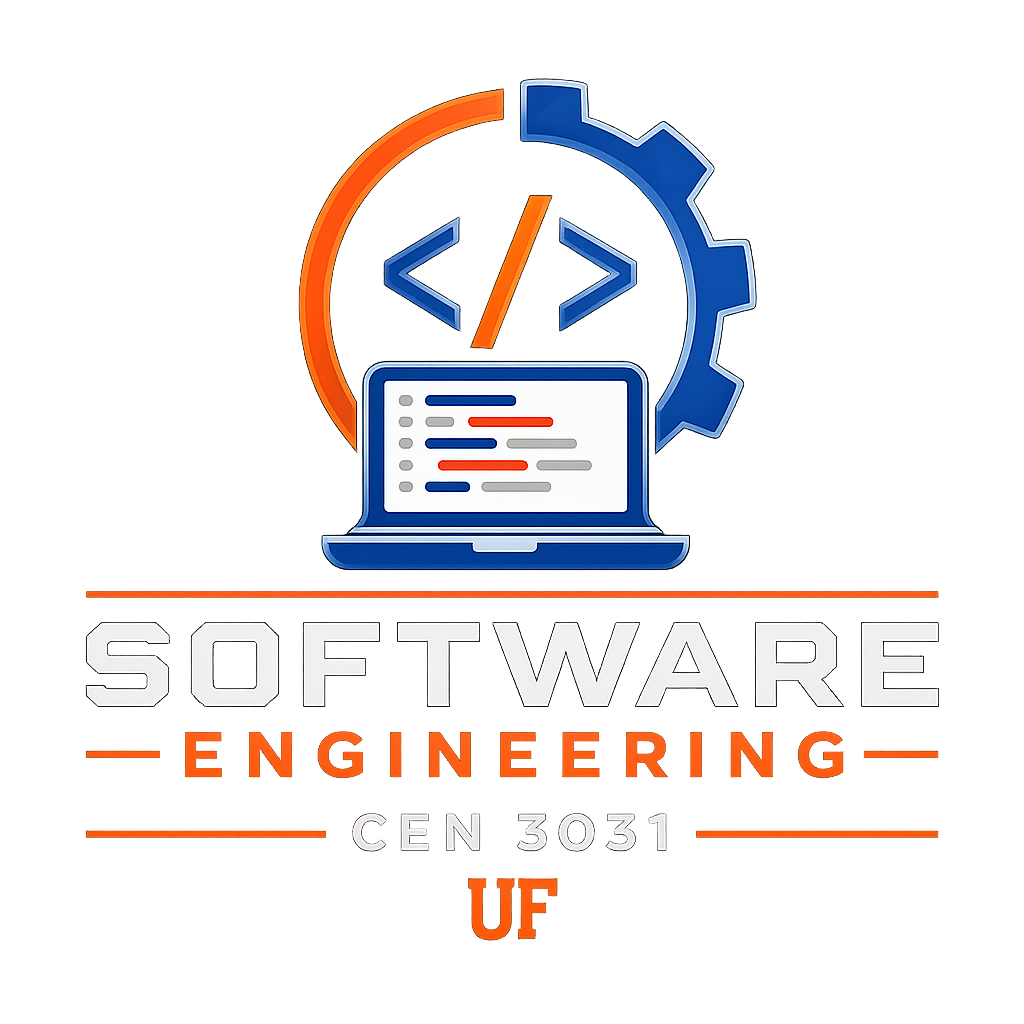 </>
SOFTWARE
ENGINEERING
CEN 3031
UF